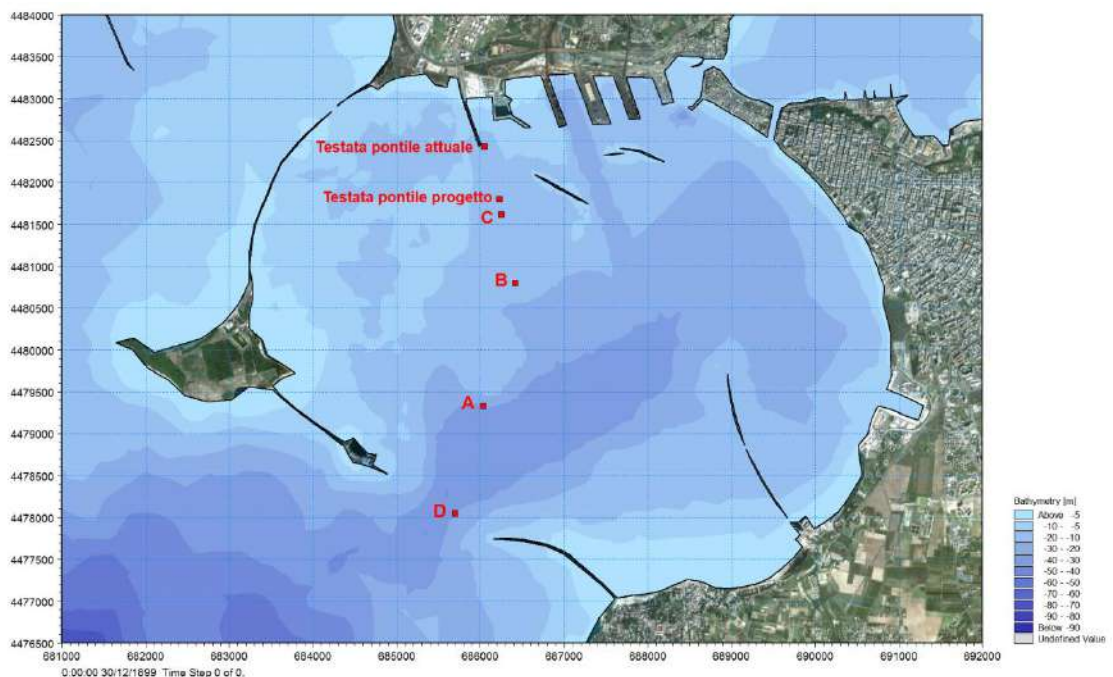 4484000
4483500
4483000
4482500
4482000
4481500
4481000
4480500
4480000
4479500
4479000
4478500
4478000
4477500
4477000
4476500
Testata pontile attuale
Testata pontile progetto
C
B
A
D
681000 682000 683000 684000 685000 686000 687000 688000 689000 690000 691000 692000
0:00:00 30/12/1899 Time Step 0 of 0.
Bathymetry [m]
Above -5
-10 - -5
-20 - -10
-30 - -20
-40 - -30
-50 - -40
-60 - -50
-70 - -60
-80 - -70
-90 - -80
Below -90
Undefined Value